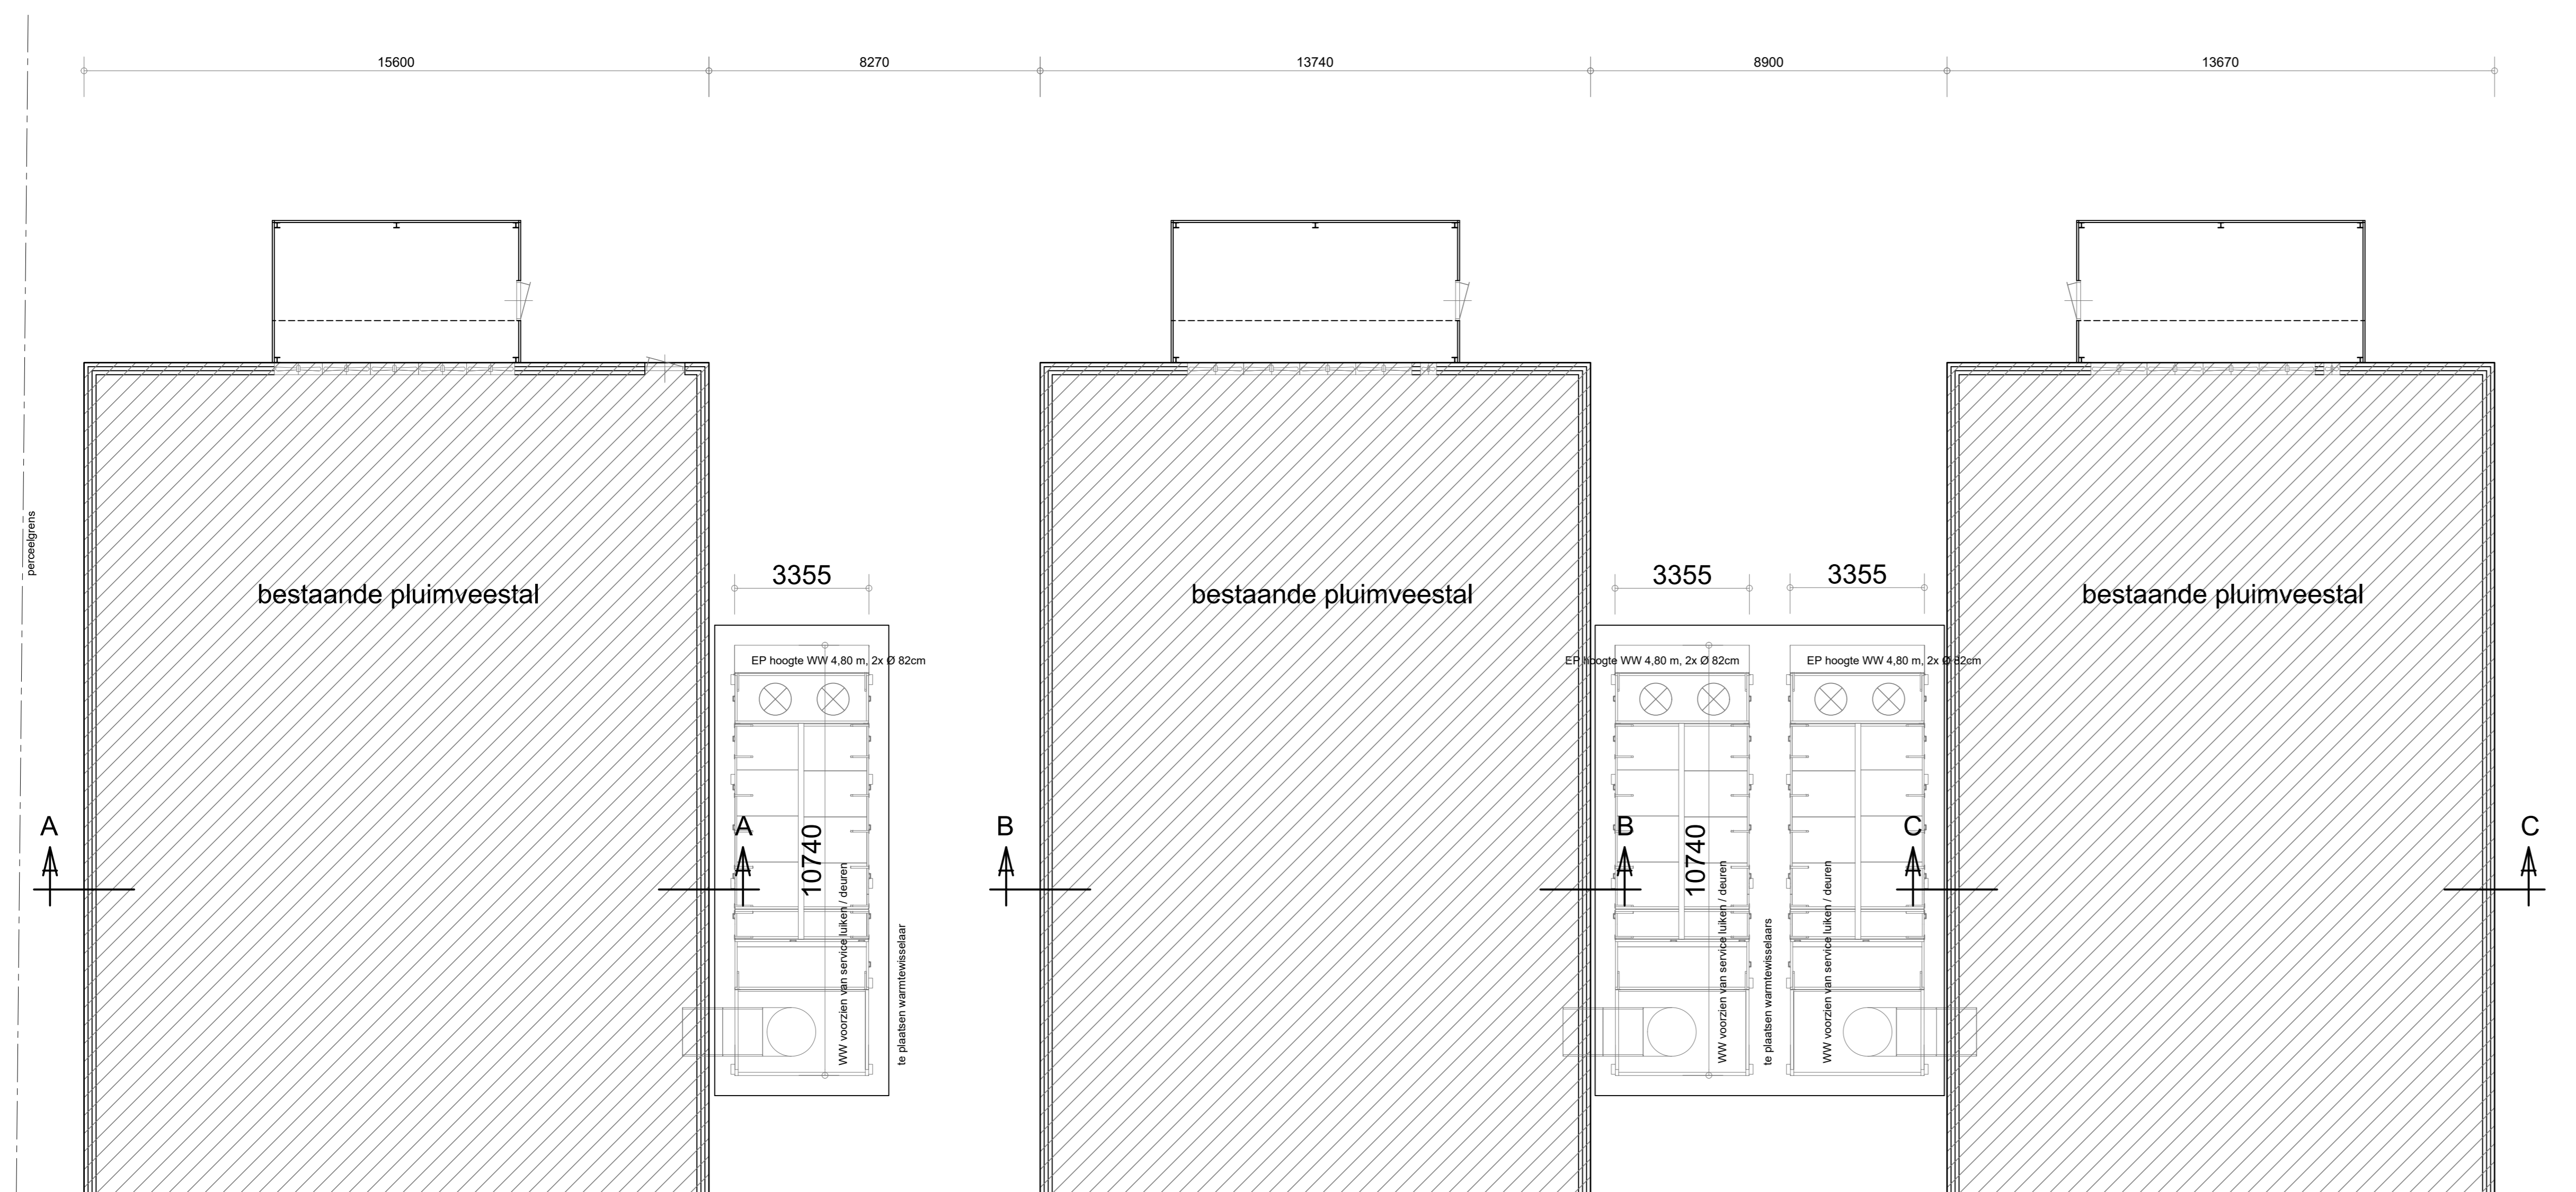 15600
8270
13740
8900
13670
perceelgrens
bestaande pluimveestal
bestaande pluimveestal
bestaande pluimveestal
3355
3355
3355
EP hoogte WW 4,80 m, 2x Ø 82cm
EP hoogte WW 4,80 m, 2x Ø 82cm
EP hoogte WW 4,80 m, 2x Ø 82cm
A
A
B
B
C
C
10740
10740
WW voorzien van service luiken / deuren
te plaatsen warmtewisselaar
WW voorzien van service luiken / deuren
te plaatsen warmtewisselaars
WW voorzien van service luiken / deuren